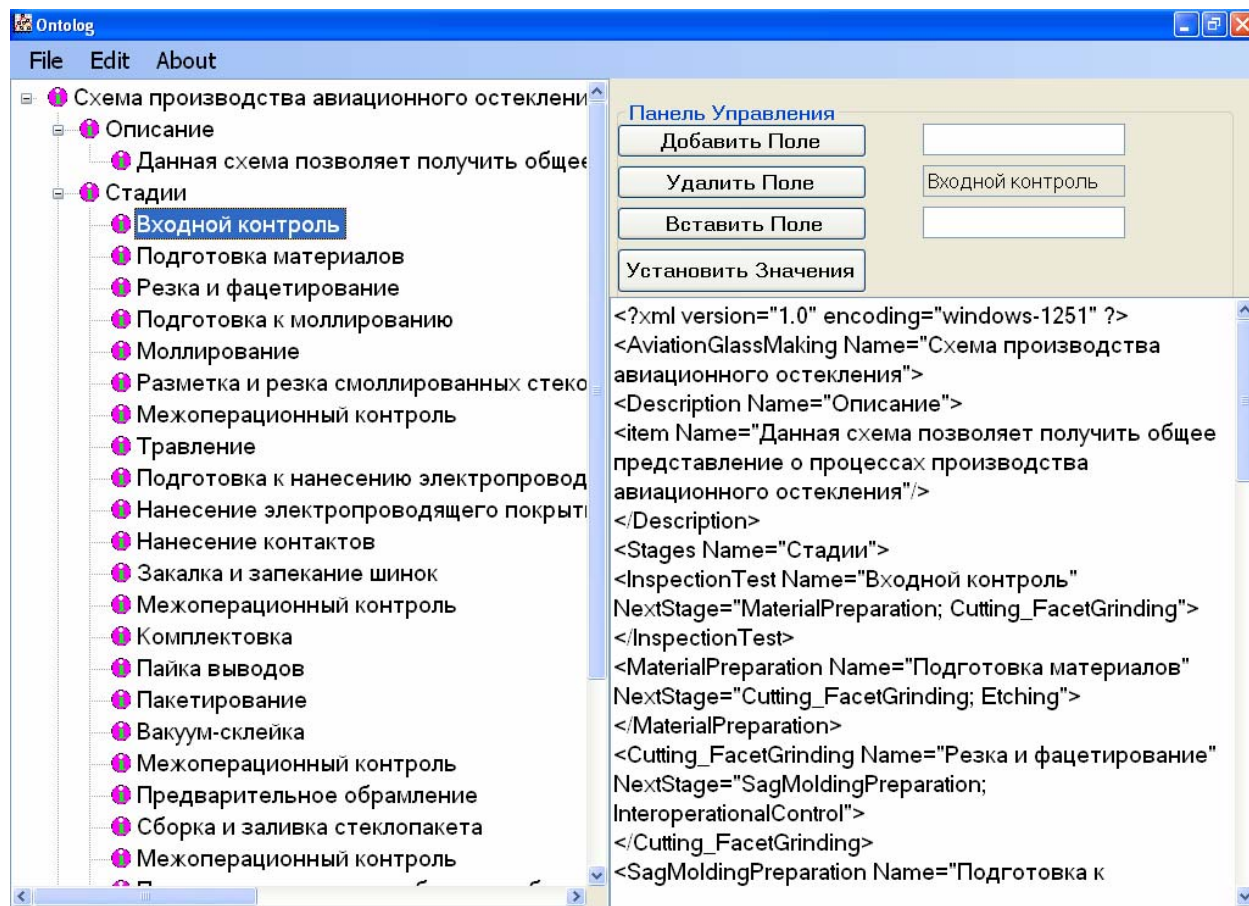 Ontolog
File Edit About
Схема производства авиационного остеклени
Описание
Данная схема позволяет получить общее
Стадии
Входной контроль
Подготовка материалов
Резка и фацетирование
Подготовка к моллированию
Моллирование
Разметка и резка смоллированных стеко
Межоперационный контроль
Травление
Подготовка к нанесению электропровод
Нанесение электропроводящего покрыт
Нанесение контактов
Закалка и запекание шинок
Межоперационный контроль
Комплектовка
Пайка выводов
Пакетирование
Вакуум-склейка
Межоперационный контроль
Предварительное обрамление
Сборка и заливка стеклопакета
Межоперационный контроль
Панель Управления
Добавить Поле
Удалить Поле
Входной контроль
Вставить Поле
Установить Значения
<?xml version="1.0" encoding="windows-1251" ?>
<AviationGlassMaking Name="Схема производства
авиационного остекления">
<Description Name="Описание">
<item Name="Данная схема позволяет получить общее
представление о процессах производства
авиационного остекления"/>
</Description>
<Stages Name="Стадии">
<InspectionTest Name="Входной контроль"
NextStage="MaterialPreparation; Cutting_FacetGrinding">
</InspectionTest>
<MaterialPreparation Name="Подготовка материалов"
NextStage="Cutting_FacetGrinding; Etching">
</MaterialPreparation>
<Cutting_FacetGrinding Name="Резка и фацетирование"
NextStage="SagMoldingPreparation;
InteroperationalControl">
</Cutting_FacetGrinding>
<SagMoldingPreparation Name="Подготовка к